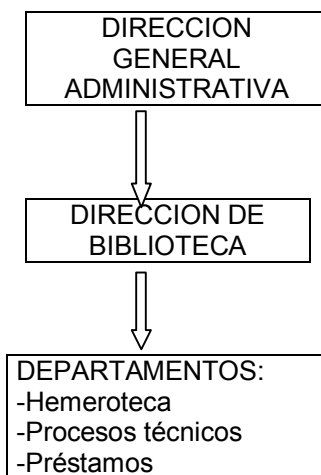 DIRECCION
GENERAL
ADMINISTRATIVA
DIRECCION DE
BIBLIOTECA
DEPARTAMENTOS:
-Hemeroteca
-Procesos técnicos
-Préstamos